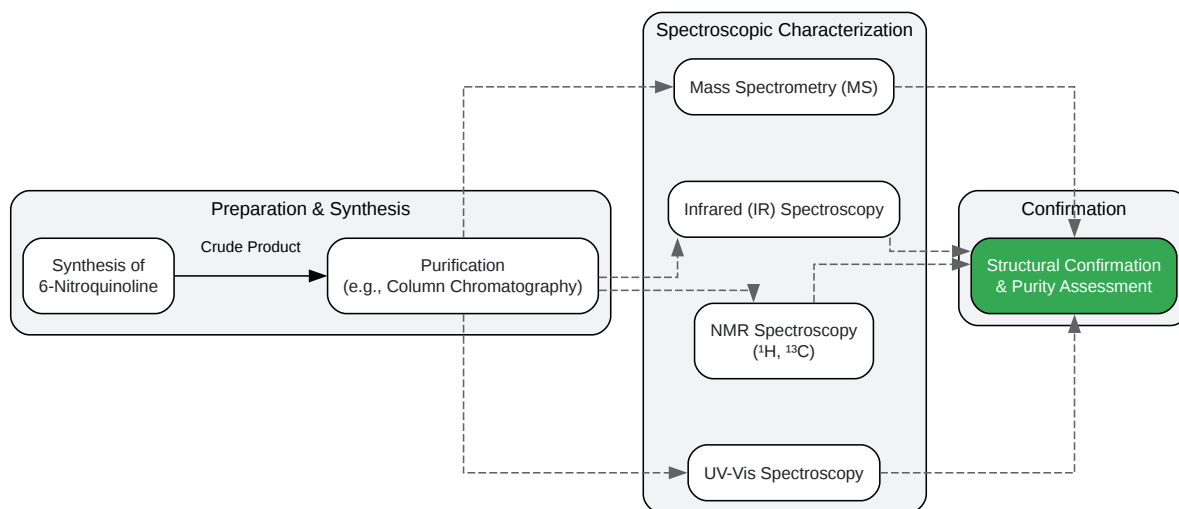 Spectroscopic Characterization
Mass Spectrometry (MS)
Preparation & Synthesis
Infrared (IR) Spectroscopy
Confirmation
Crude Product
Synthesis of
6-Nitroquinoline
Purification
(e.g., Column Chromatography)
Structural Confirmation
& Purity Assessment
NMR Spectroscopy
(¹H, ¹³C)
UV-Vis Spectroscopy